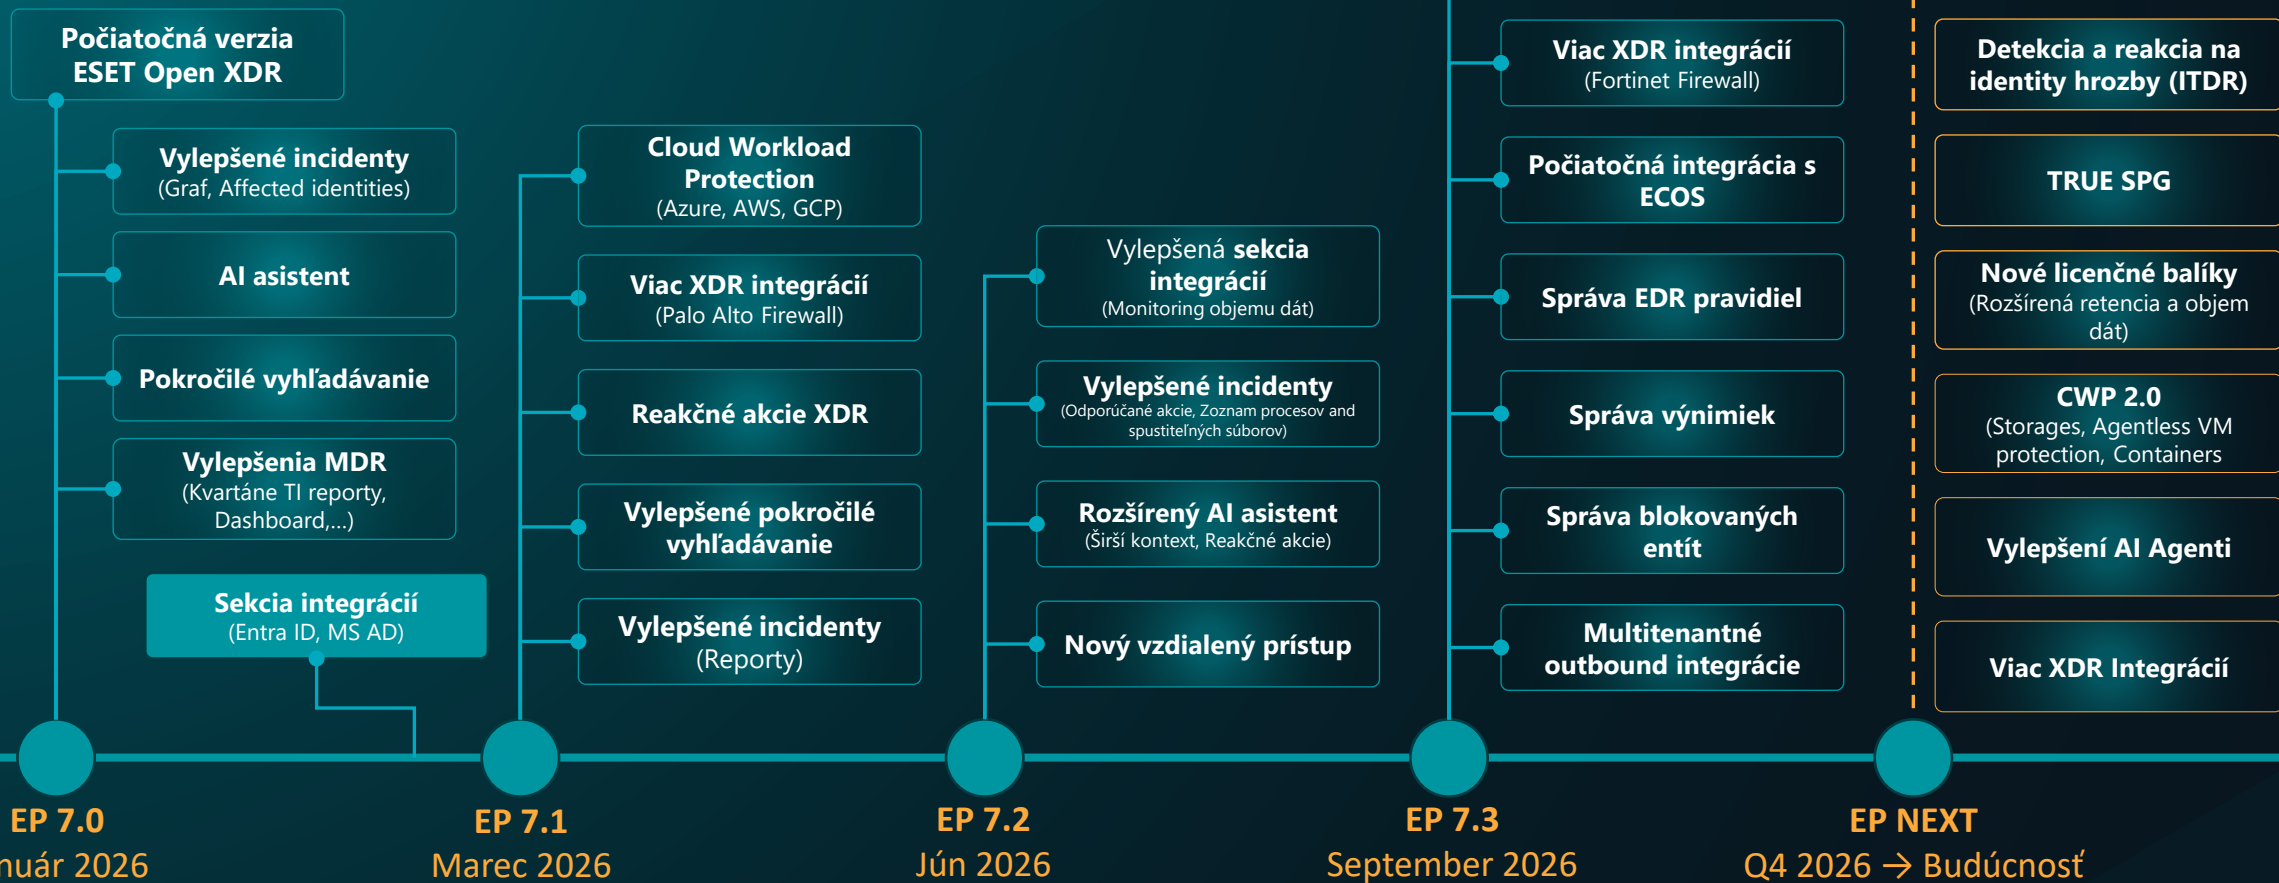 Počiatočná verzia
ESET Open XDR
Vylepšené incidenty
(Graf, Affected identities)
AI asistent
Pokročilé vyhľadávanie
Vylepšenia MDR
(Kvartáne TI reporty,
Dashboard,...)
Sekcia integrácií
(Entra ID, MS AD)
Cloud Workload
Protection
(Azure, AWS, GCP)
Viac XDR integrácií
(Palo Alto Firewall)
Reakčné akcie XDR
Vylepšené pokročilé
vyhľadávanie
Vylepšené incidenty
(Reporty)
Vylepšená sekcia
integrácií
(Monitoring objemu dát)
Vylepšené incidenty
(Odporúčané akcie, Zoznam procesov and
spustiteľných súborov)
Rozšírený AI asistent
(Širší kontext, Reakčné akcie)
Nový vzdialený prístup
Viac XDR integrácií
(Fortinet Firewall)
Počiatočná integrácia s
ECOS
Správa EDR pravidiel
Správa výnimiek
Správa blokovaných
entít
Multitenantné
outbound integrácie
Detekcia a reakcia na
identity hrozby (ITDR)
TRUE SPG
Nové licenčné balíky
(Rozšírená retencia a objem
dát)
CWP 2.0
(Storages, Agentless VM
protection, Containers
Vylepšení AI Agenti
Viac XDR Integrácií
EP 7.0
nuár 2026
EP 7.1
Marec 2026
EP 7.2
Jún 2026
EP 7.3
September 2026
EP NEXT
Q4 2026 → Budúcnosť